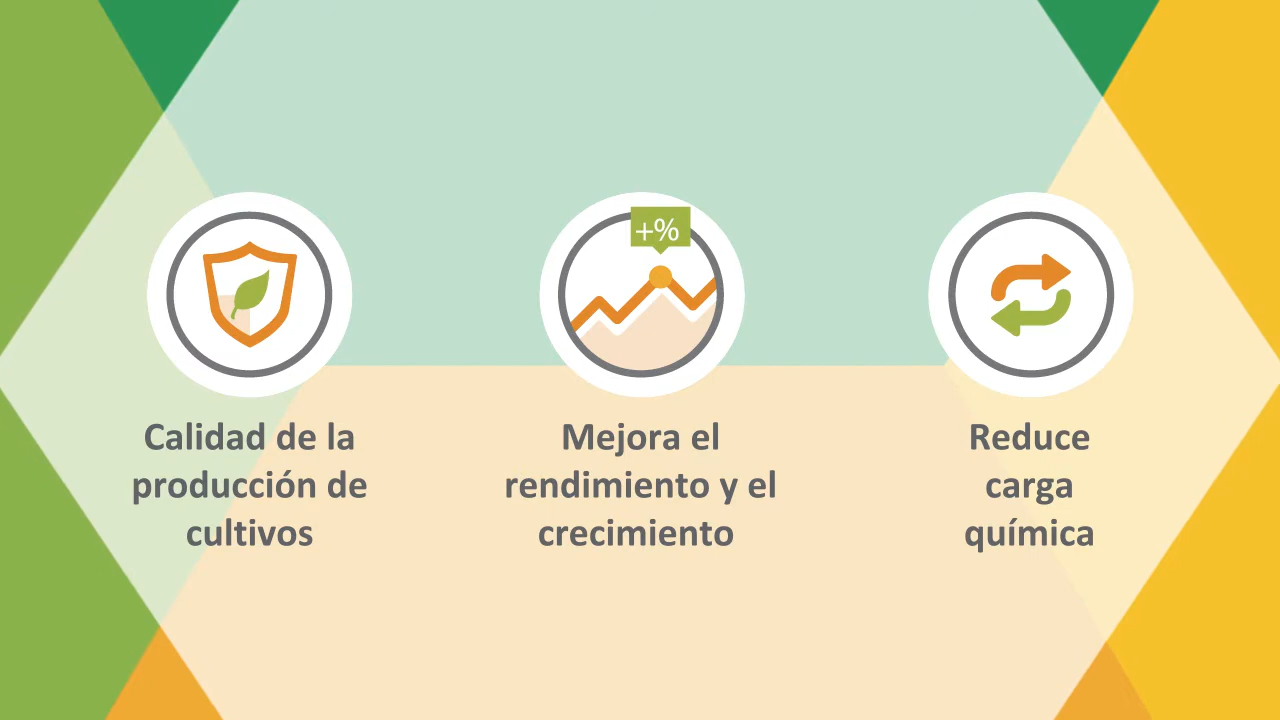 +%
Calidad de la
producción de
cultivos
Mejora el
rendimiento y el
crecimiento
Reduce
carga
química